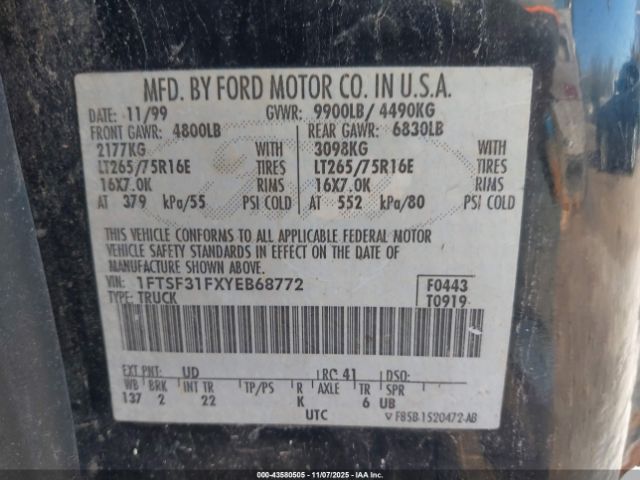 MFD. BY FORD MOTOR CO. IN U.S.A.
DATE: 11/99 GVWR: 9900LB/ 4490KG
FRONT GAWR: 4800LB REAR GAWR: 6830LB
2177KG WITH 3098KG WITH
LT265/75R16E TIRES LT265/75R16E TIRES
16X7.0K RIMS 16X7.0K RIMS
AT 379 kPa/55 PSI COLD AT 552 kPa/80 PSI COLD
THIS VEHICLE CONFORMS TO ALL APPLICABLE FEDERAL MOTOR
VEHICLE SAFETY STANDARDS IN EFFECT ON THE DATE OF
MANUFACTURE SHOWN ABOVE.
VIN: 1FTSF31FXYEB68772 F0443
TYPE: TRUCK T0919
EXT PNT: UD RC: 41 DSO:
WB BRK INT TR TP/PS R AXLE TR SPR
137 2 22 K 6 UB
UTC F85B-1520472-AB
000-43580505 - 11/07/2025 - IAAI.COM